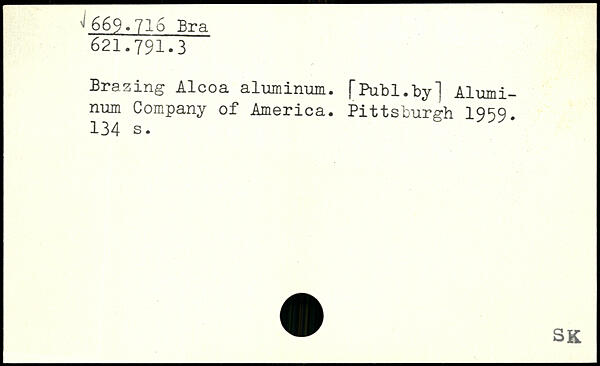 √669.716 Bra
621.791.3
Brazing Alcoa aluminum. [Publ.by] Alumi-
num Company of America. Pittsburgh 1959.
134 s.
SK